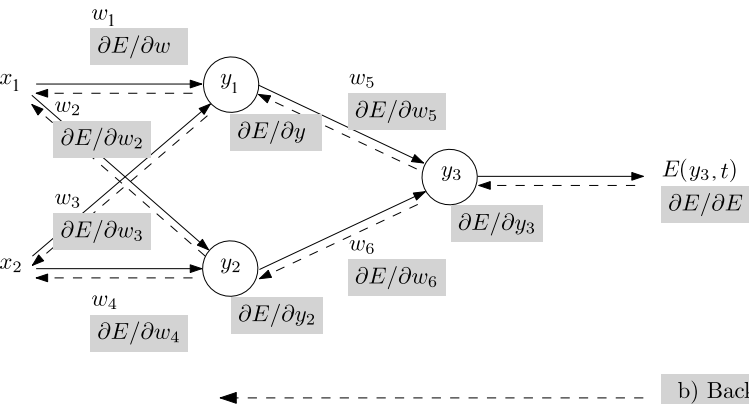 w₁
∂E/∂w
x₁
y₁
w₅
∂E/∂w₅
w₂
∂E/∂w₂
∂E/∂y
y₃
E(y₃, t)
∂E/∂E
w₃
∂E/∂w₃
∂E/∂y₃
x₂
y₂
w₆
∂E/∂w₆
w₄
∂E/∂w₄
∂E/∂y₂
b) Back